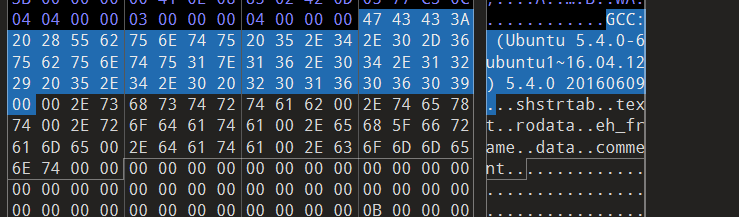 04 04 00 00 03 00 00 00 04 00 00 00 47 43 43 3A ............GCC:
20 28 55 62 75 6E 74 75 20 35 2E 34 2E 30 2D 36 (Ubuntu 5.4.0-6
75 62 75 6E 74 75 31 7E 31 36 2E 30 34 2E 31 32 ubuntu1~16.04.12
29 20 35 2E 34 2E 30 20 32 30 31 36 30 36 30 39 ) 5.4.0 20160609
00 00 2E 73 68 73 74 72 74 61 62 00 2E 74 65 78 ...shstrtab..tex
74 00 2E 72 6F 64 61 74 61 00 2E 65 68 5F 66 72 t..rodata..eh_fr
61 6D 65 00 2E 64 61 74 61 00 2E 63 6F 6D 6D 65 ame..data..comme
6E 74 00 00 00 00 00 00 00 00 00 00 00 00 00 00 nt..............
00 00 00 00 00 00 00 00 00 00 00 00 00 00 00 00 ................
00 00 00 00 00 00 00 00 00 00 00 00 0B 00 00 00 ................